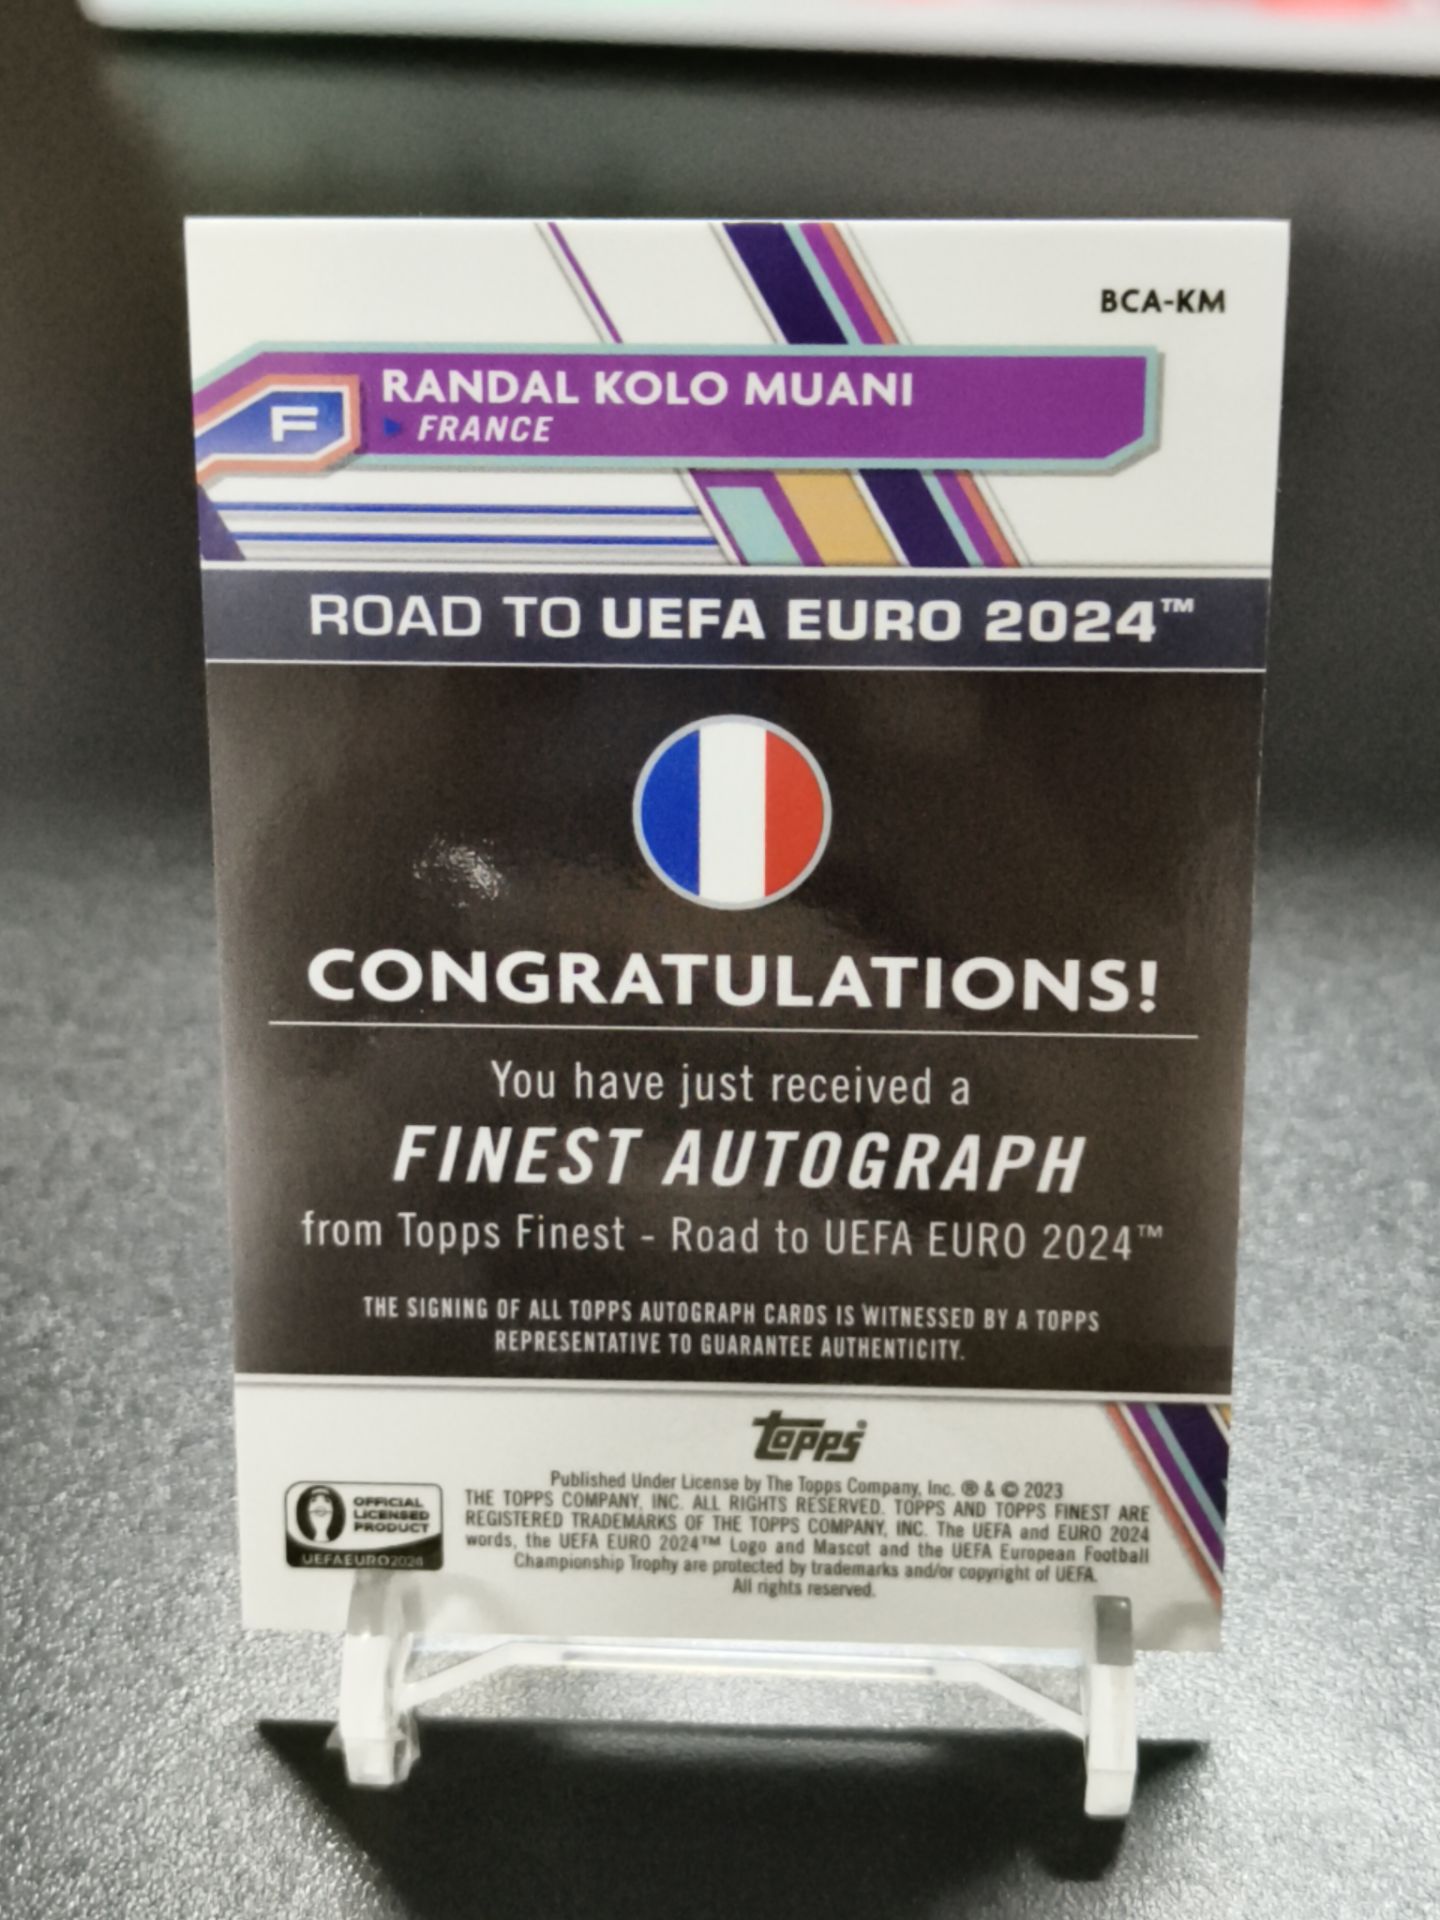 BCA-KM
RANDAL KOLO MUANI
F
FRANCE
ROAD TO UEFA EURO 2024™
CONGRATULATIONS!
You have just received a
FINEST AUTOGRAPH
from Topps Finest - Road to UEFA EURO 2024™
THE SIGNING OF ALL TOPPS AUTOGRAPH CARDS IS WITNESSED BY A TOPPS
REPRESENTATIVE TO GUARANTEE AUTHENTICITY.
topps
Published Under License by The Topps Company, Inc. ® & © 2023
THE TOPPS COMPANY, INC. ALL RIGHTS RESERVED. TOPPS AND TOPPS FINEST ARE
REGISTERED TRADEMARKS OF THE TOPPS COMPANY, INC. The UEFA and EURO 2024
words, the UEFA EURO 2024™ Logo and Mascot and the UEFA European Football
Championship Trophy are protected by trademarks and/or copyright of UEFA.
All rights reserved.
OFFICIAL
LICENSED
PRODUCT
UEFAEURO2024